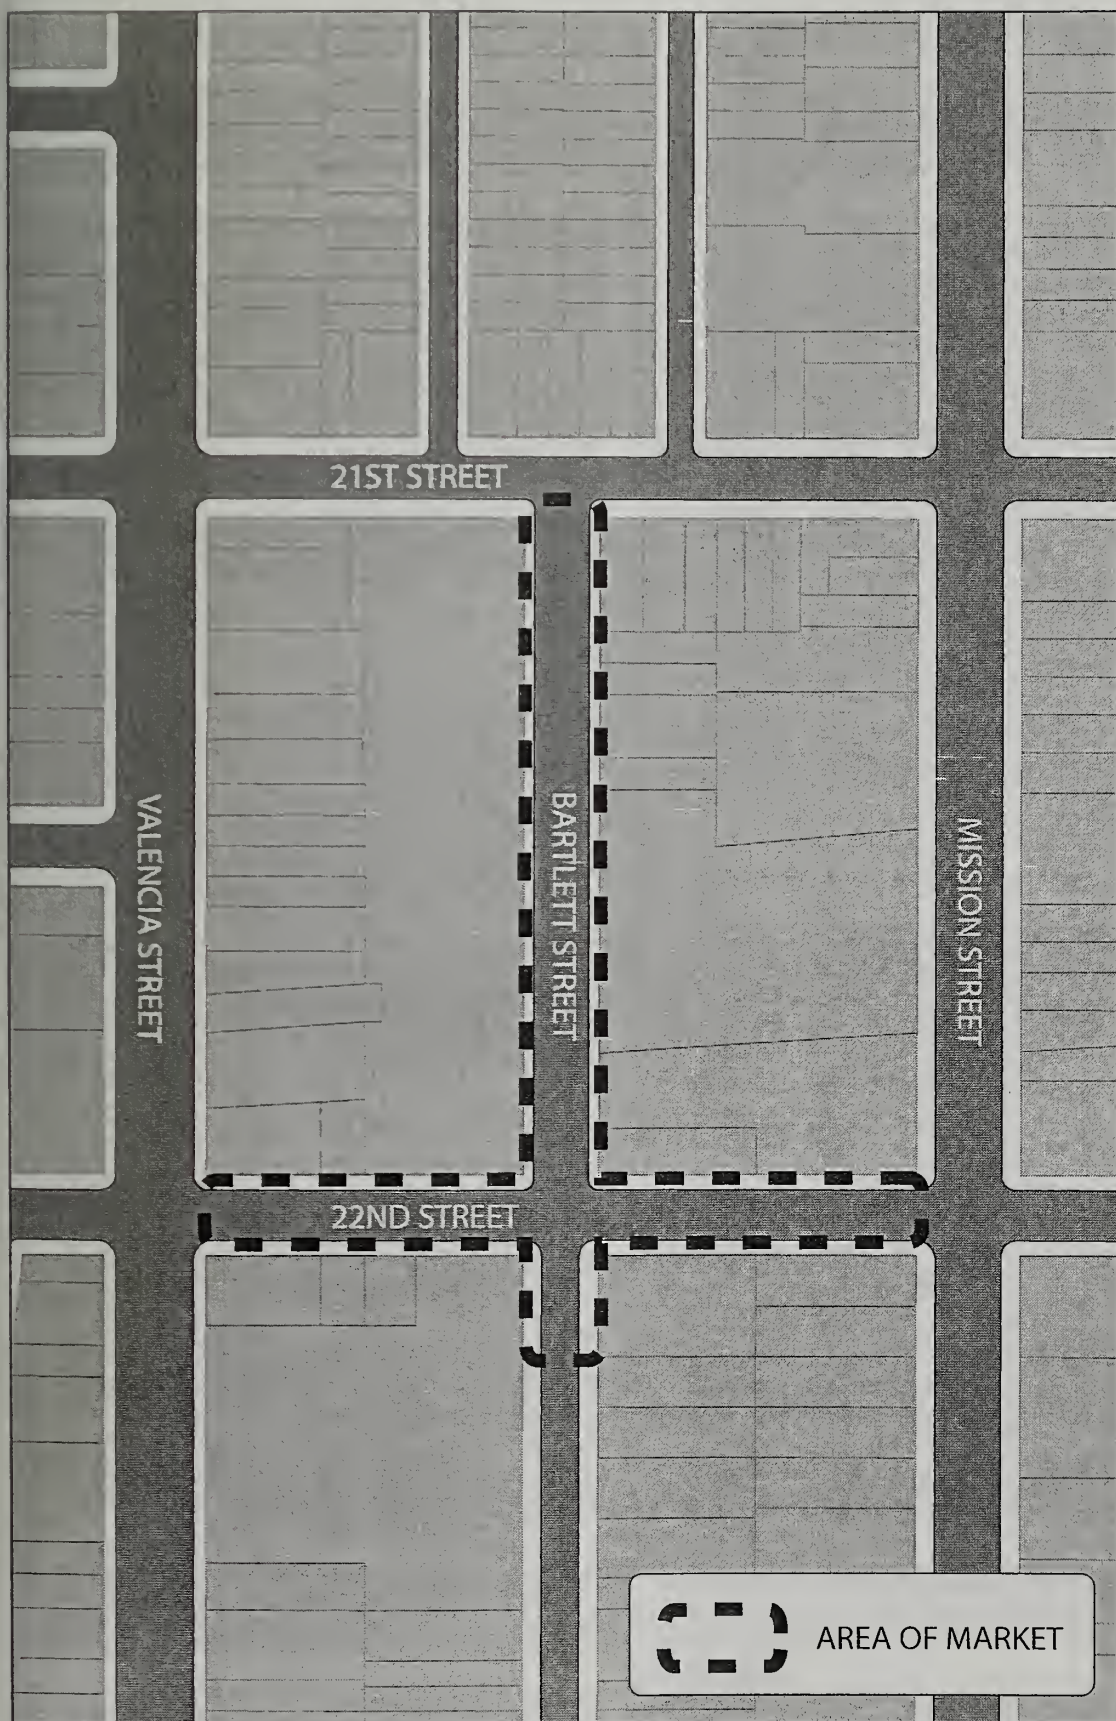 21ST STREET
VALENCIA STREET
BARTLETT STREET
MISSION STREET
22ND STREET
AREA OF MARKET